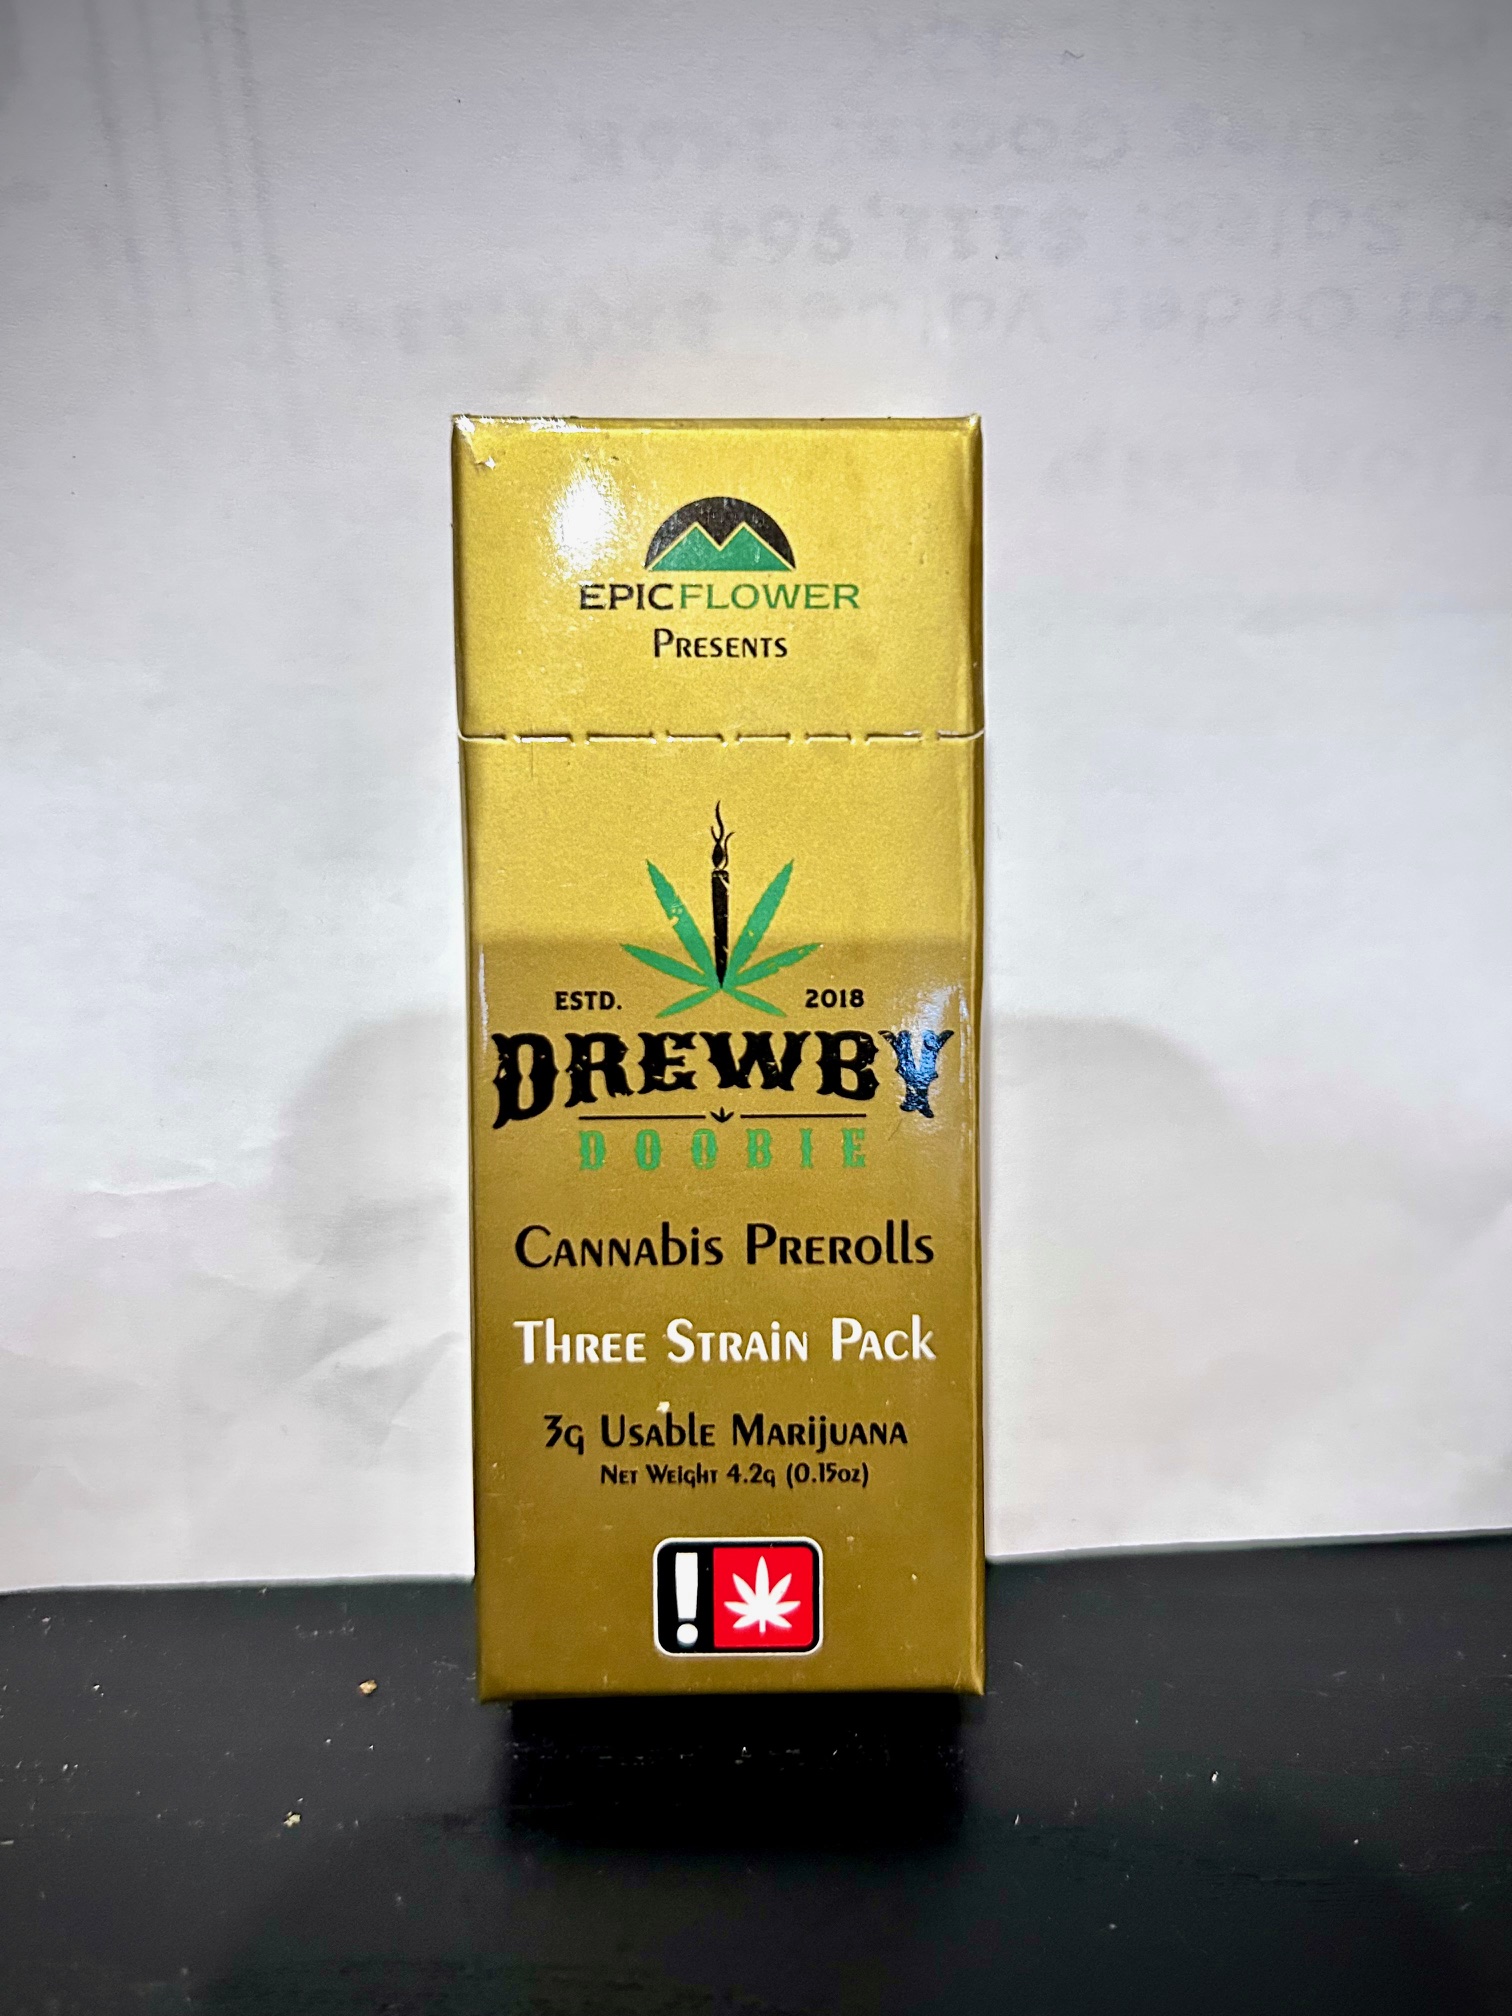 EPICFLOWER
PRESENTS
ESTD. 2018
DREWBY
DOOBIE
CANNAbis PREROlls
THREE STRAiN PACk
3g USAblE MARijUANA
NET WEighT 4.2g (0.15oz)
!